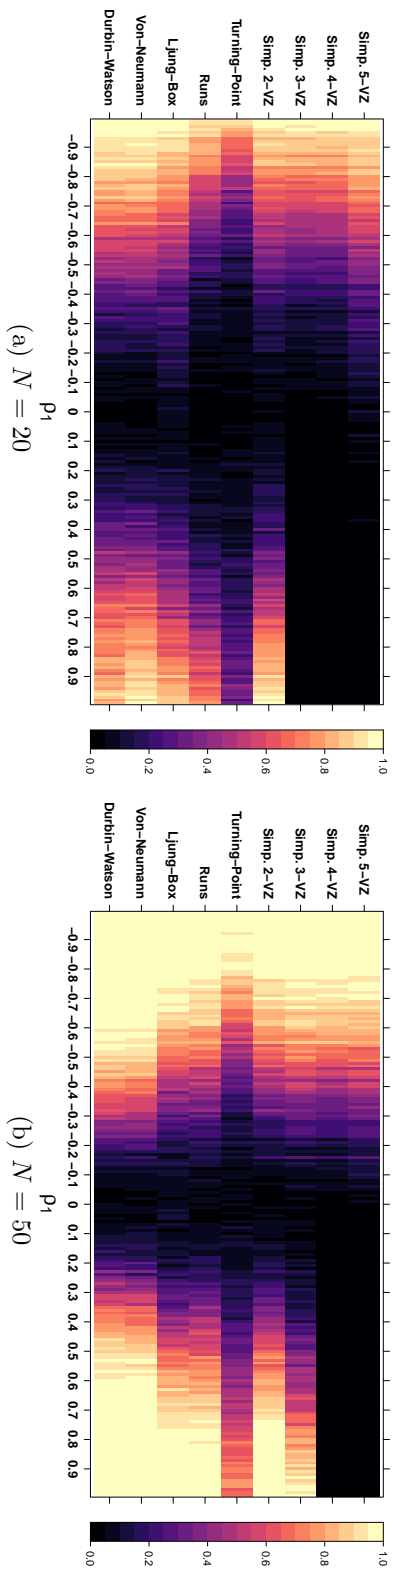 Simp. 5−VZ
Simp. 4−VZ
Simp. 3−VZ
Simp. 2−VZ
Turning−Point
Runs
Ljung−Box
Von−Neumann
Durbin−Watson
−0.9 −0.8 −0.7 −0.6 −0.5 −0.4 −0.3 −0.2 −0.1 0 0.1 0.2 0.3 0.4 0.5 0.6 0.7 0.8 0.9
ρ1
0.0 0.2 0.4 0.6 0.8 1.0
(a) N = 20
Simp. 5−VZ
Simp. 4−VZ
Simp. 3−VZ
Simp. 2−VZ
Turning−Point
Runs
Ljung−Box
Von−Neumann
Durbin−Watson
−0.9 −0.8 −0.7 −0.6 −0.5 −0.4 −0.3 −0.2 −0.1 0 0.1 0.2 0.3 0.4 0.5 0.6 0.7 0.8 0.9
ρ1
0.0 0.2 0.4 0.6 0.8 1.0
(b) N = 50